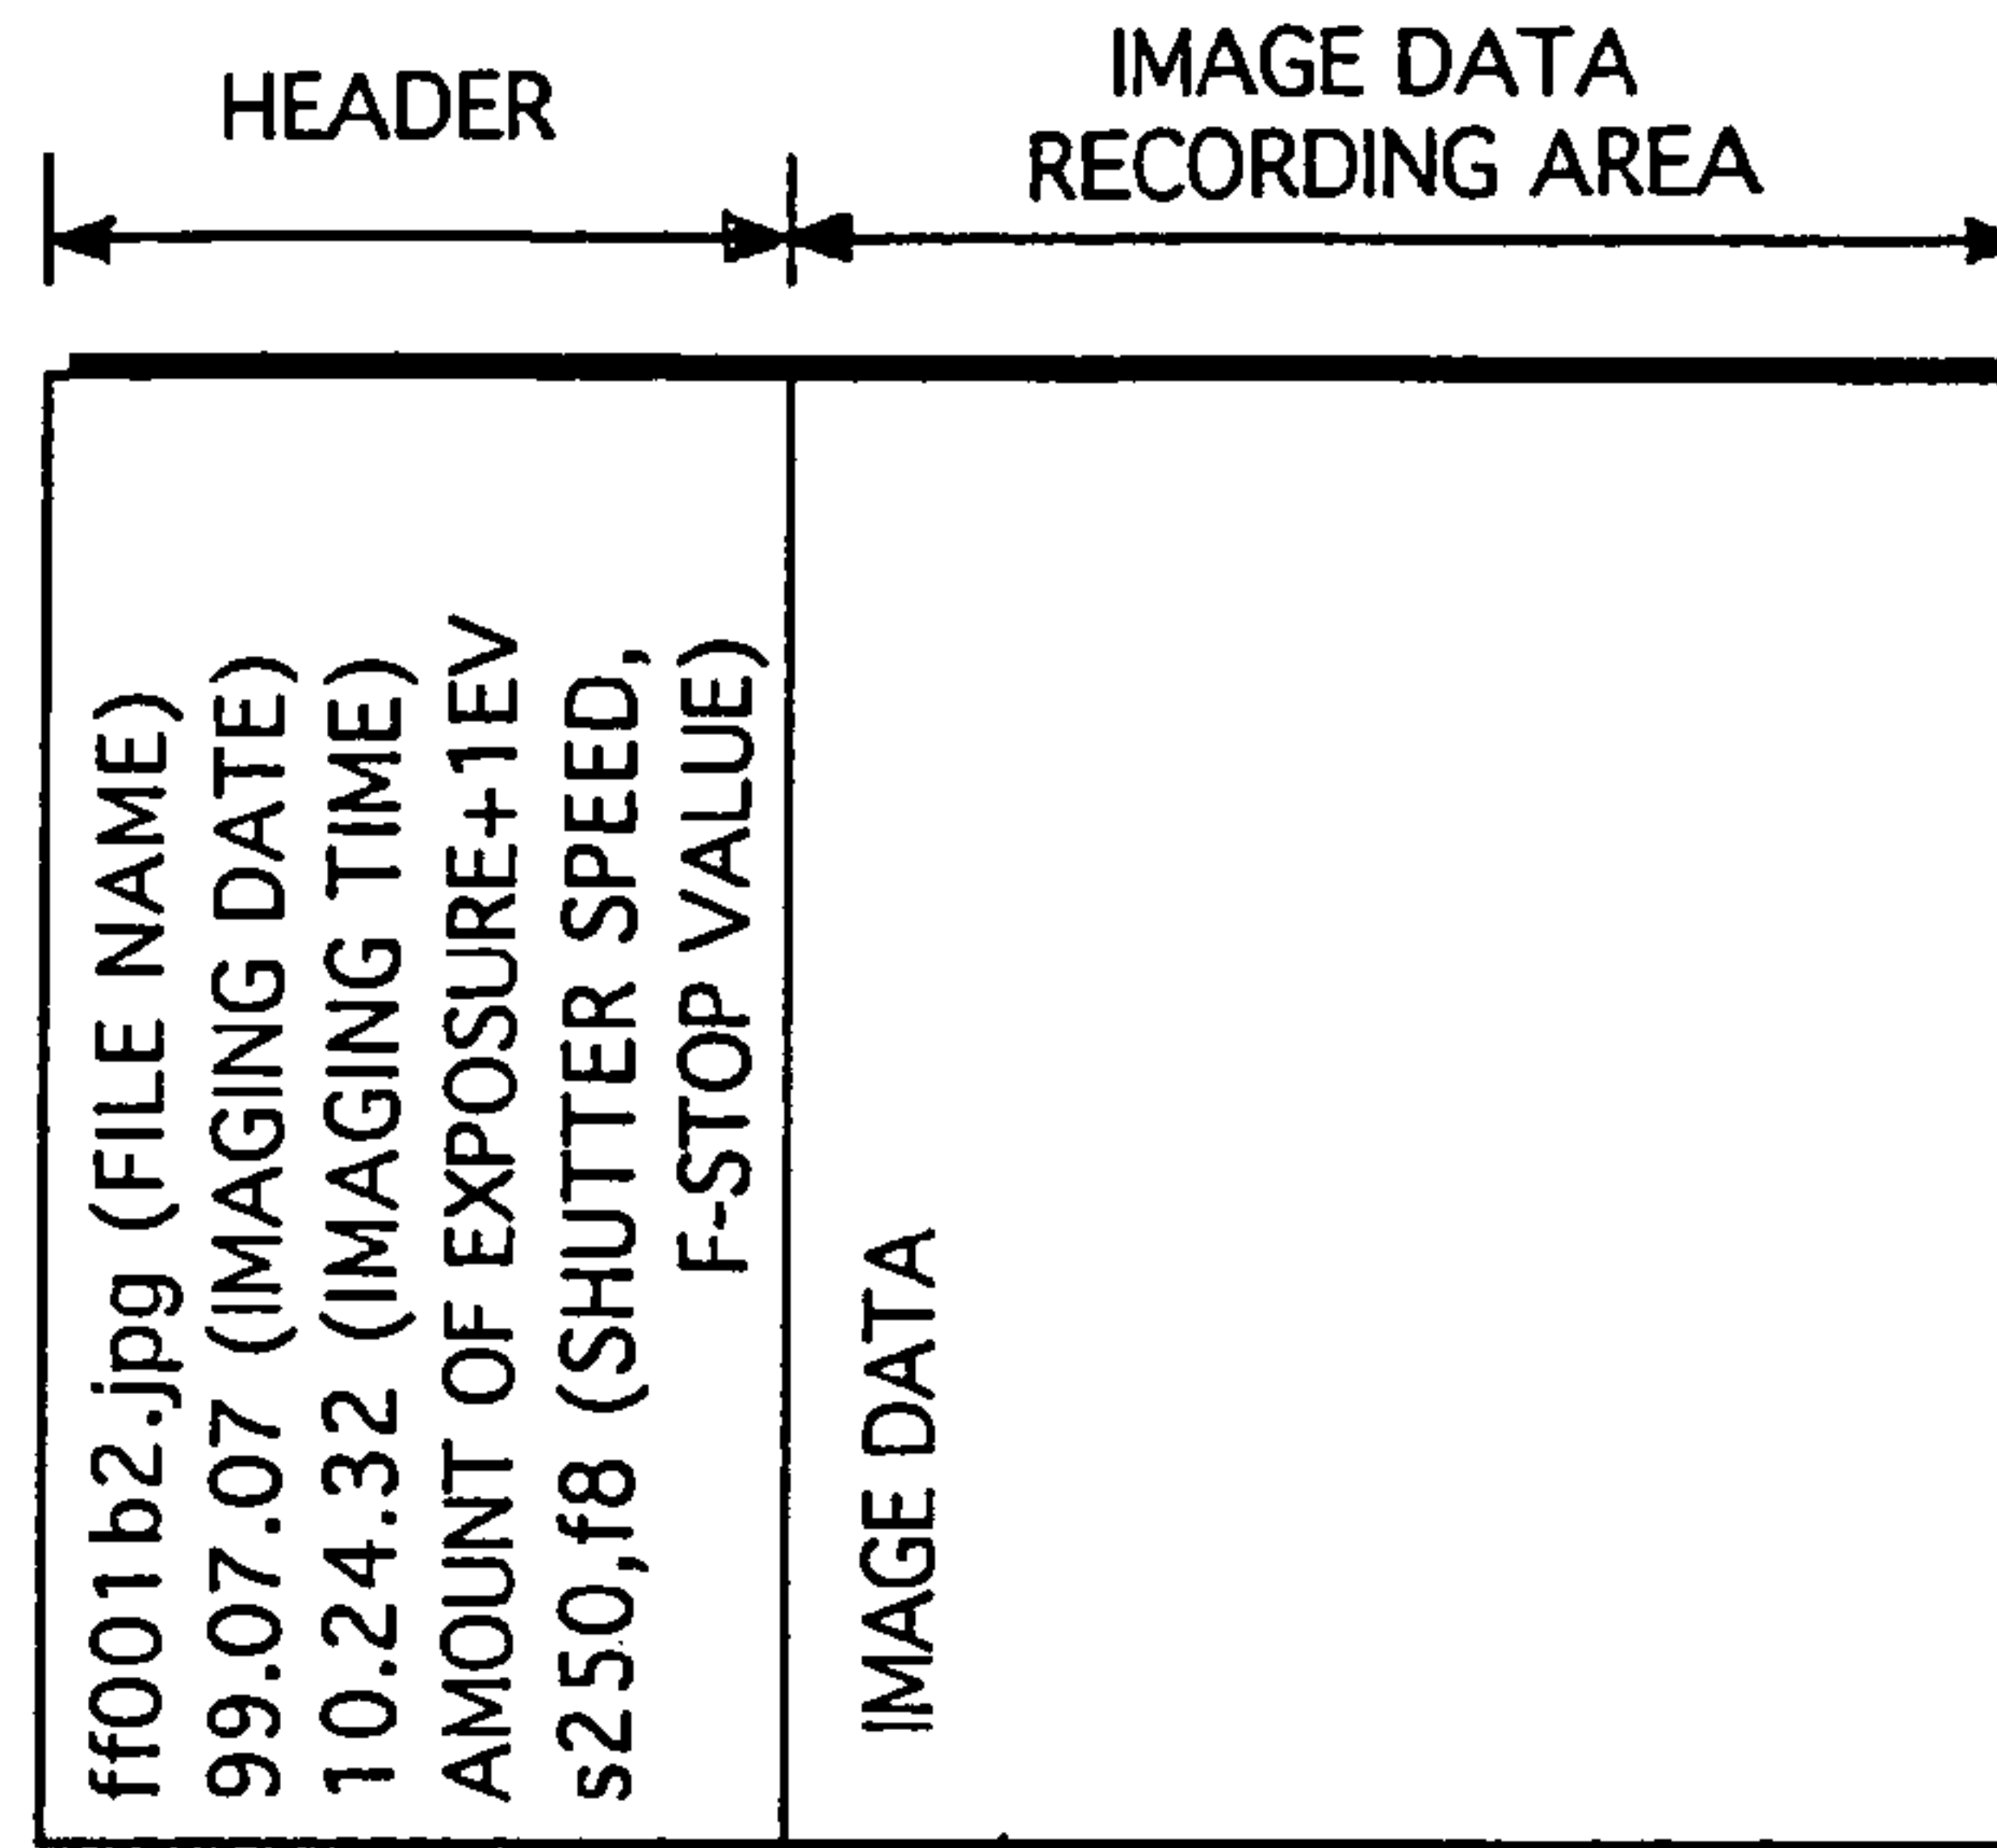 HEADER
IMAGE DATA
RECORDING AREA
ff001b2.jpg (FILE NAME)
99.07.07 (IMAGING DATE)
10.24.32 (IMAGING TIME)
AMOUNT OF EXPOSURE+1EV
s250,f8 (SHUTTER SPEED,
F-STOP VALUE)
IMAGE DATA